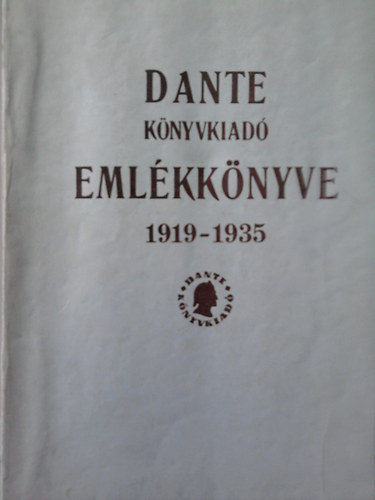 DANTE
KÖNYVKIADÓ
EMLÉKKÖNYVE
1919-1935
DANTE
KÖNYVKIADÓ